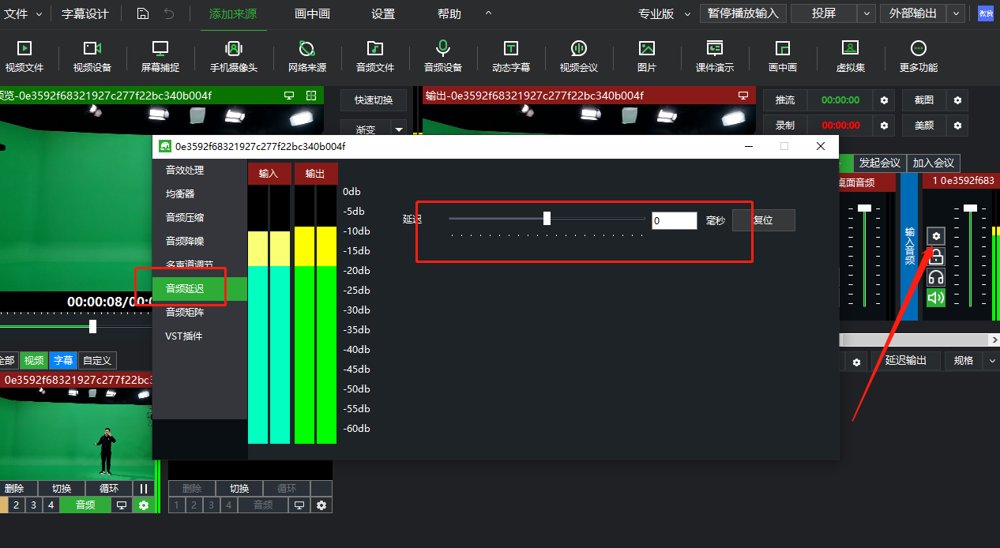 文件 字幕设计 添加来源 画中画 设置 帮助 专业版 暂停播放输入 投屏 外部输出
视频文件 视频设备 屏幕捕捉 手机摄像头 网络来源 音频文件 音频设备 动态字幕 视频会议 图片 课件演示 画中画 虚拟集 更多功能
预览-0e3592f68321927c277f22bc340b004f
快速切换
输出-0e3592f68321927c277f22bc340b004f
推流 00:00:00 截图
渐变
录制 00:00:00 美颜
0e3592f68321927c277f22bc340b004f
发起会议 加入会议
桌面音频
1 0e3592f683
输入音频
音效处理
均衡器
音频压缩
音频降噪
多声道调节
音频延迟
音频矩阵
VST插件
输入 输出
0db
-5db
-10db
-15db
-20db
-25db
-30db
-35db
-40db
-45db
-50db
-55db
-60db
延迟 0 毫秒 复位
00:00:08/00:0
延迟输出 规格
全部 视频 字幕 自定义
0e3592f68321927c277f22bc3
删除 切换 循环
2 3 4 音频
删除 切换 循环
1 2 3 4 音频